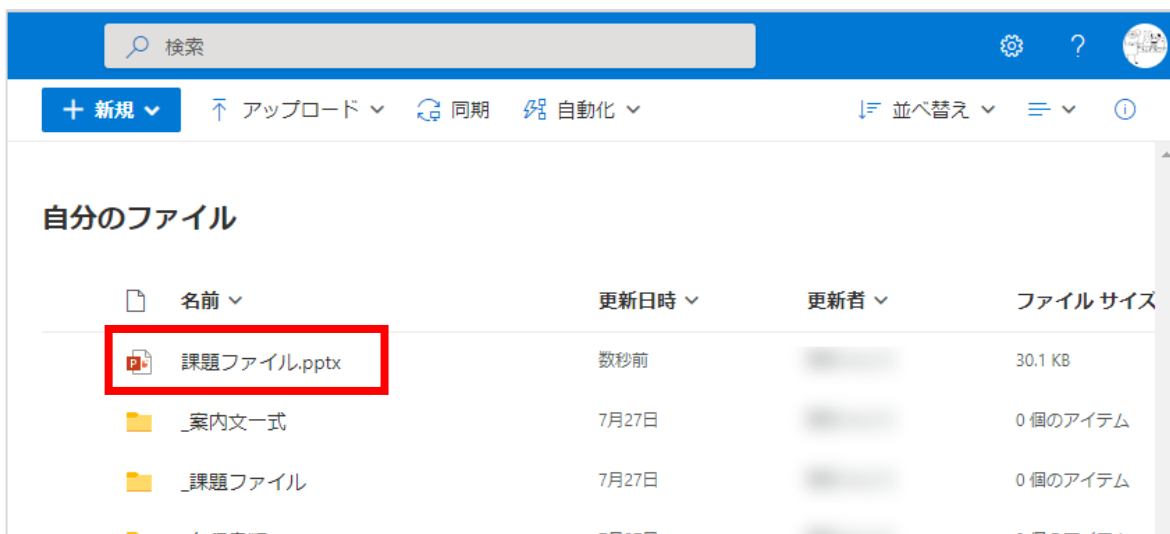 検索
+ 新規 アップロード 同期 自動化 並べ替え
自分のファイル
名前 更新日時 更新者 ファイル サイズ
課題ファイル.pptx 数秒前 30.1 KB
_案内文一式 7月27日 0 個のアイテム
_課題ファイル 7月27日 0 個のアイテム